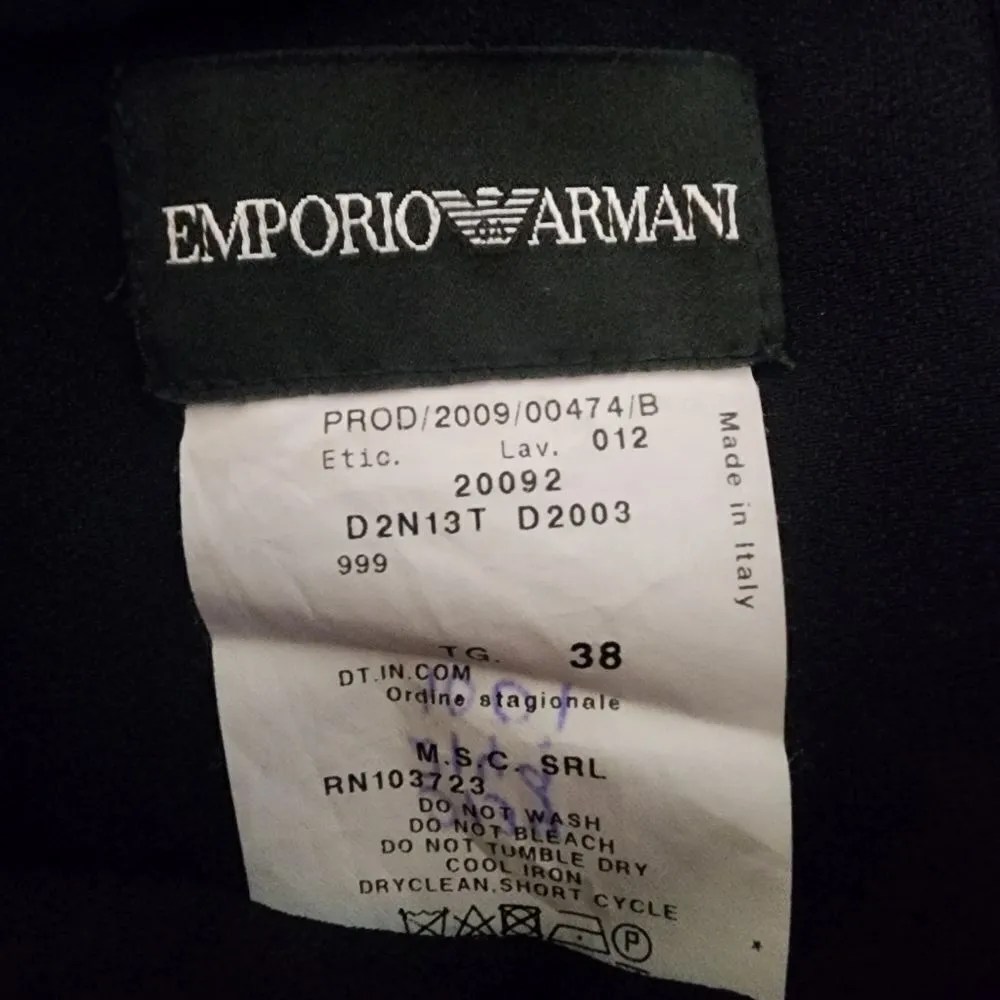 EMPORIO ARMANI
PROD/2009/00474/B
Etic. Lav. 012
20092
D2N13T D2003
999
Made in Italy
TG. 38
DT.IN.COM
Ordine stagionale
M.S.C. SRL
RN103723
DO NOT WASH
DO NOT BLEACH
DO NOT TUMBLE DRY
COOL IRON
DRYCLEAN,SHORT CYCLE
P